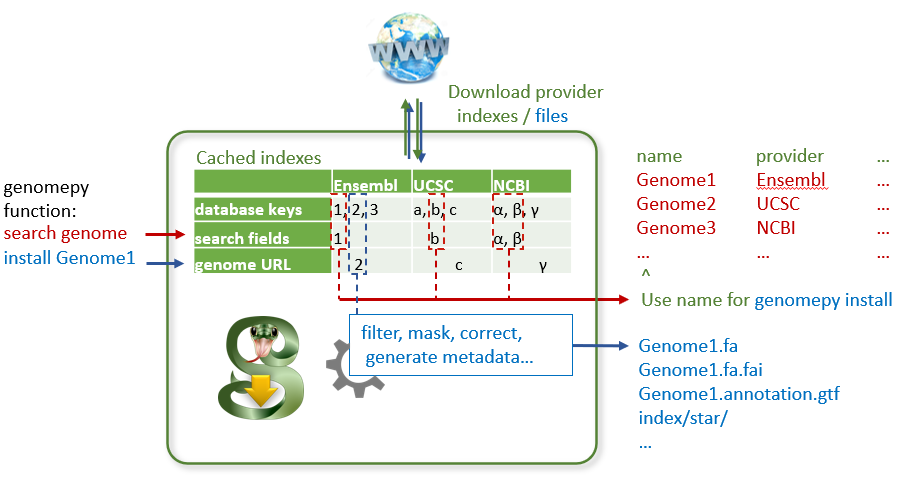 WWW
Download provider
indexes / files
Cached indexes
Ensembl UCSC NCBI
database keys 1, 2, 3 a, b, c α, β, γ
search fields 1 b α, β
genome URL 2 c γ
genomepy
function:
search genome
install Genome1
filter, mask, correct,
generate metadata...
name provider ...
Genome1 Ensembl ...
Genome2 UCSC ...
Genome3 NCBI ...
... ... ...
^
Use name for genomepy install
Genome1.fa
Genome1.fa.fai
Genome1.annotation.gtf
index/star/
...